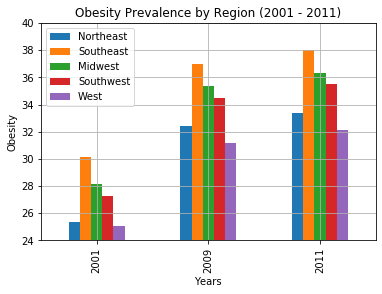 Obesity Prevalence by Region (2001 - 2011)
40
38
36
34
32
30
28
26
24
Obesity
Northeast
Southeast
Midwest
Southwest
West
2001
2009
2011
Years